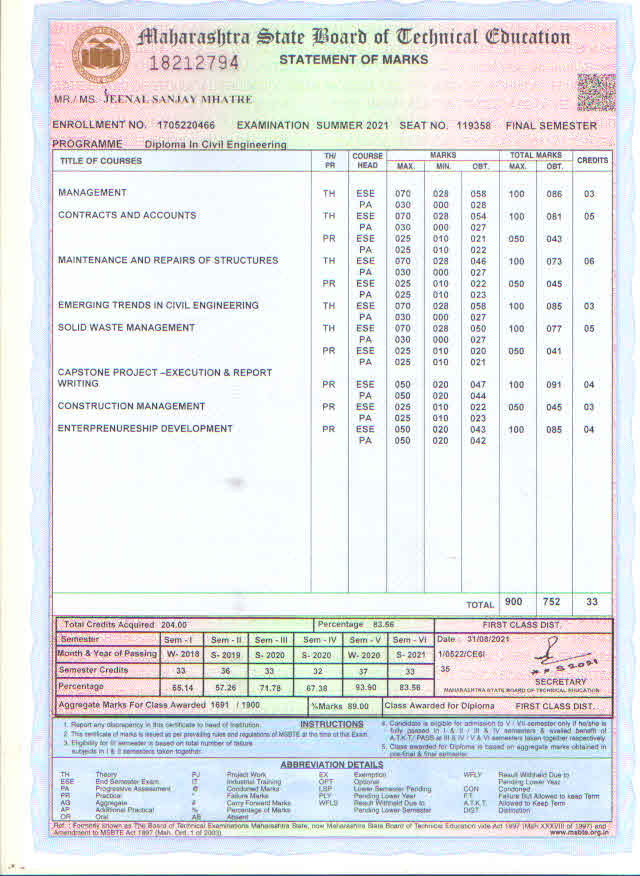 Maharashtra State Board of Technical Education
18212794
STATEMENT OF MARKS
MR./MS. JEENAL SANJAY MHATRE
ENROLLMENT NO. 1705220466 EXAMINATION SUMMER 2021 SEAT NO. 119358 FINAL SEMESTER
PROGRAMME Diploma In Civil Engineering
TITLE OF COURSES TH/ PR COURSE HEAD MARKS MAX. MIN. OBT. TOTAL MARKS MAX. OBT. CREDITS
MANAGEMENT TH ESE 070 028 058 100 086 03
PA 030 000 028
CONTRACTS AND ACCOUNTS TH ESE 070 028 054 100 081 05
PA 030 000 027
PR ESE 025 010 021 050 043
PA 025 010 022
MAINTENANCE AND REPAIRS OF STRUCTURES TH ESE 070 028 046 100 073 06
PA 030 000 027
PR ESE 025 010 022 050 045
PA 025 010 023
EMERGING TRENDS IN CIVIL ENGINEERING TH ESE 070 028 058 100 085 03
PA 030 000 027
SOLID WASTE MANAGEMENT TH ESE 070 028 050 100 077 05
PA 030 000 027
PR ESE 025 010 020 050 041
PA 025 010 021
CAPSTONE PROJECT –EXECUTION & REPORT
WRITING PR ESE 050 020 047 100 091 04
PA 050 020 044
CONSTRUCTION MANAGEMENT PR ESE 025 010 022 050 045 03
PA 025 010 023
ENTERPRENURESHIP DEVELOPMENT PR ESE 050 020 043 100 085 04
PA 050 020 042
TOTAL 900 752 33
Total Credits Acquired 204.00 Percentage 83.56 FIRST CLASS DIST.
Semester Sem - I Sem - II Sem - III Sem - IV Sem - V Sem - VI Date : 31/08/2021
Month & Year of Passing W- 2018 S- 2019 S- 2020 S- 2020 W- 2020 S- 2021 1/0522/CE6I
Semester Credits 33 36 33 32 37 33 35
SECRETARY
Percentage 55.14 57.26 71.78 67.38 93.90 83.56 MAHARASHTRA STATE BOARD OF TECHNICAL EDUCATION
Aggregate Marks For Class Awarded 1691 / 1900 %Marks 89.00 Class Awarded for Diploma FIRST CLASS DIST.
INSTRUCTIONS
1. Report any discrepancy in this certificate to head of Institution.
2. This certificate of marks is issued as per prevailing rules and regulations of MSBTE at the time of this Exam.
3. Eligibility for III semester is based on total number of failure
subjects in I & II semesters taken together.
4. Candidate is eligible for admission to V / VII semester only if he/she is
fully passed in I & II / III & IV semesters & availed benefit of
A.T.K.T./ PASS at III & IV / V & VI semesters taken together respectively.
5. Class awarded for Diploma is based on aggregate marks obtained in
pre-final & final semester.
ABBREVIATION DETAILS
TH Theory PJ Project Work EX Exemption WFLY Result Withheld Due to
ESE End Semester Exam. IT Industrial Training OPT Optional Pending Lower Year
PA Progressive Assessment @ Condoned Marks LSP Lower Semester Pending CON Condoned
PR Practical * Failure Marks PLY Pending Lower Year F.T. Failure But Allowed to keep Term
AG Aggregate # Carry Forward Marks WFLS Result Withheld Due to A.T.K.T. Allowed to Keep Term
AP Additional Practical % Percentage of Marks Pending Lower Semester DIST. Distinction
OR Oral AB Absent
Ref. : Formerly known as The Board of Technical Examinations Maharashtra State, now Maharashtra State Board of Technical Education vide Act 1997 (Mah XXXVIII of 1997) and
Amendment to MSBTE Act 1997 (Mah. Ord. 1 of 2003). www.msbte.org.in